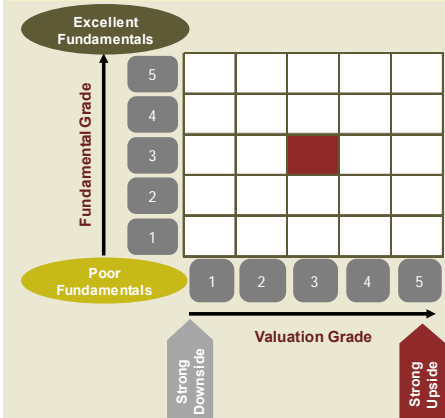 Excellent
Fundamentals
Fundamental Grade
5
4
3
2
1
Poor
Fundamentals
1 2 3 4 5
Valuation Grade
Strong
Downside
Strong
Upside